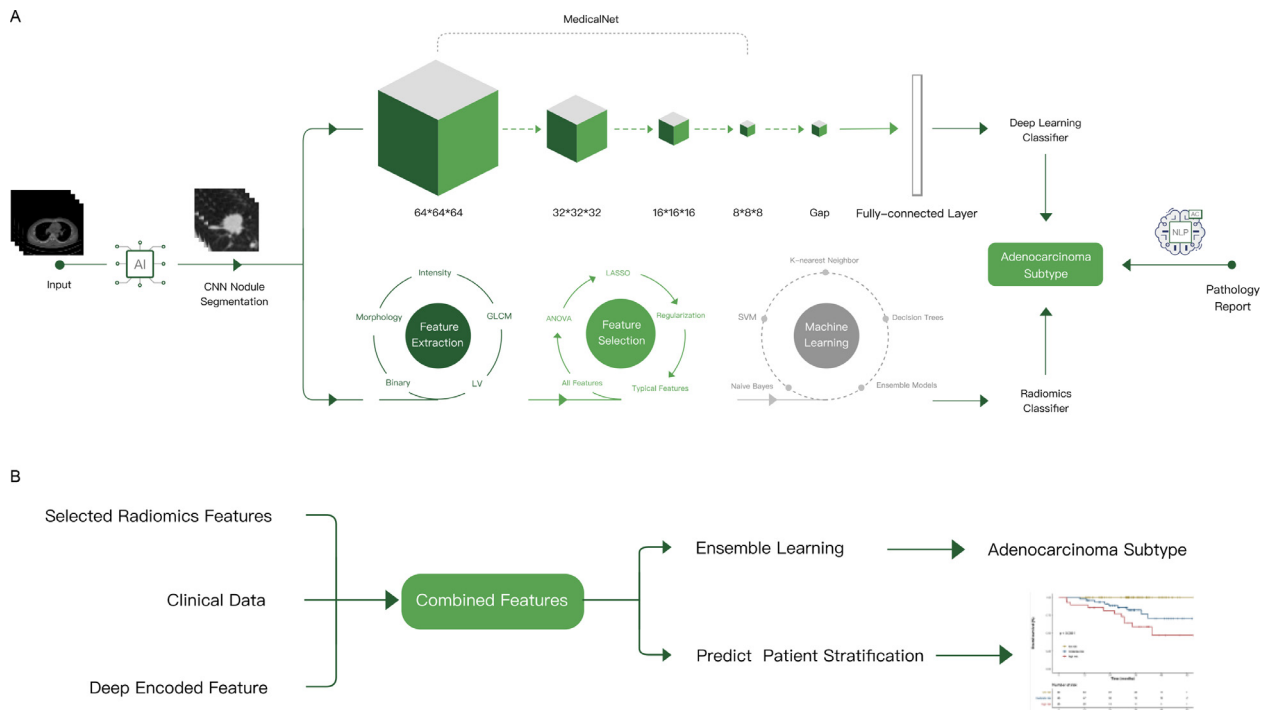 A
MedicalNet
64*64*64
32*32*32
16*16*16
8*8*8
Gap
Fully-connected Layer
Deep Learning
Classifier
Input
AI
CNN Nodule
Segmentation
Feature
Extraction
Intensity
GLCM
LV
Binary
Morphology
Feature
Selection
All Features
ANOVA
LASSO
Regularization
Typical Features
Machine
Learning
K-nearest Neighbor
Decision Trees
Ensemble Models
Naive Bayes
SVM
Radiomics
Classifier
Adenocarcinoma
Subtype
NLP
AC
Pathology
Report
B
Selected Radiomics Features
Clinical Data
Deep Encoded Feature
Combined Features
Ensemble Learning
Adenocarcinoma Subtype
Predict Patient Stratification
Time (months)